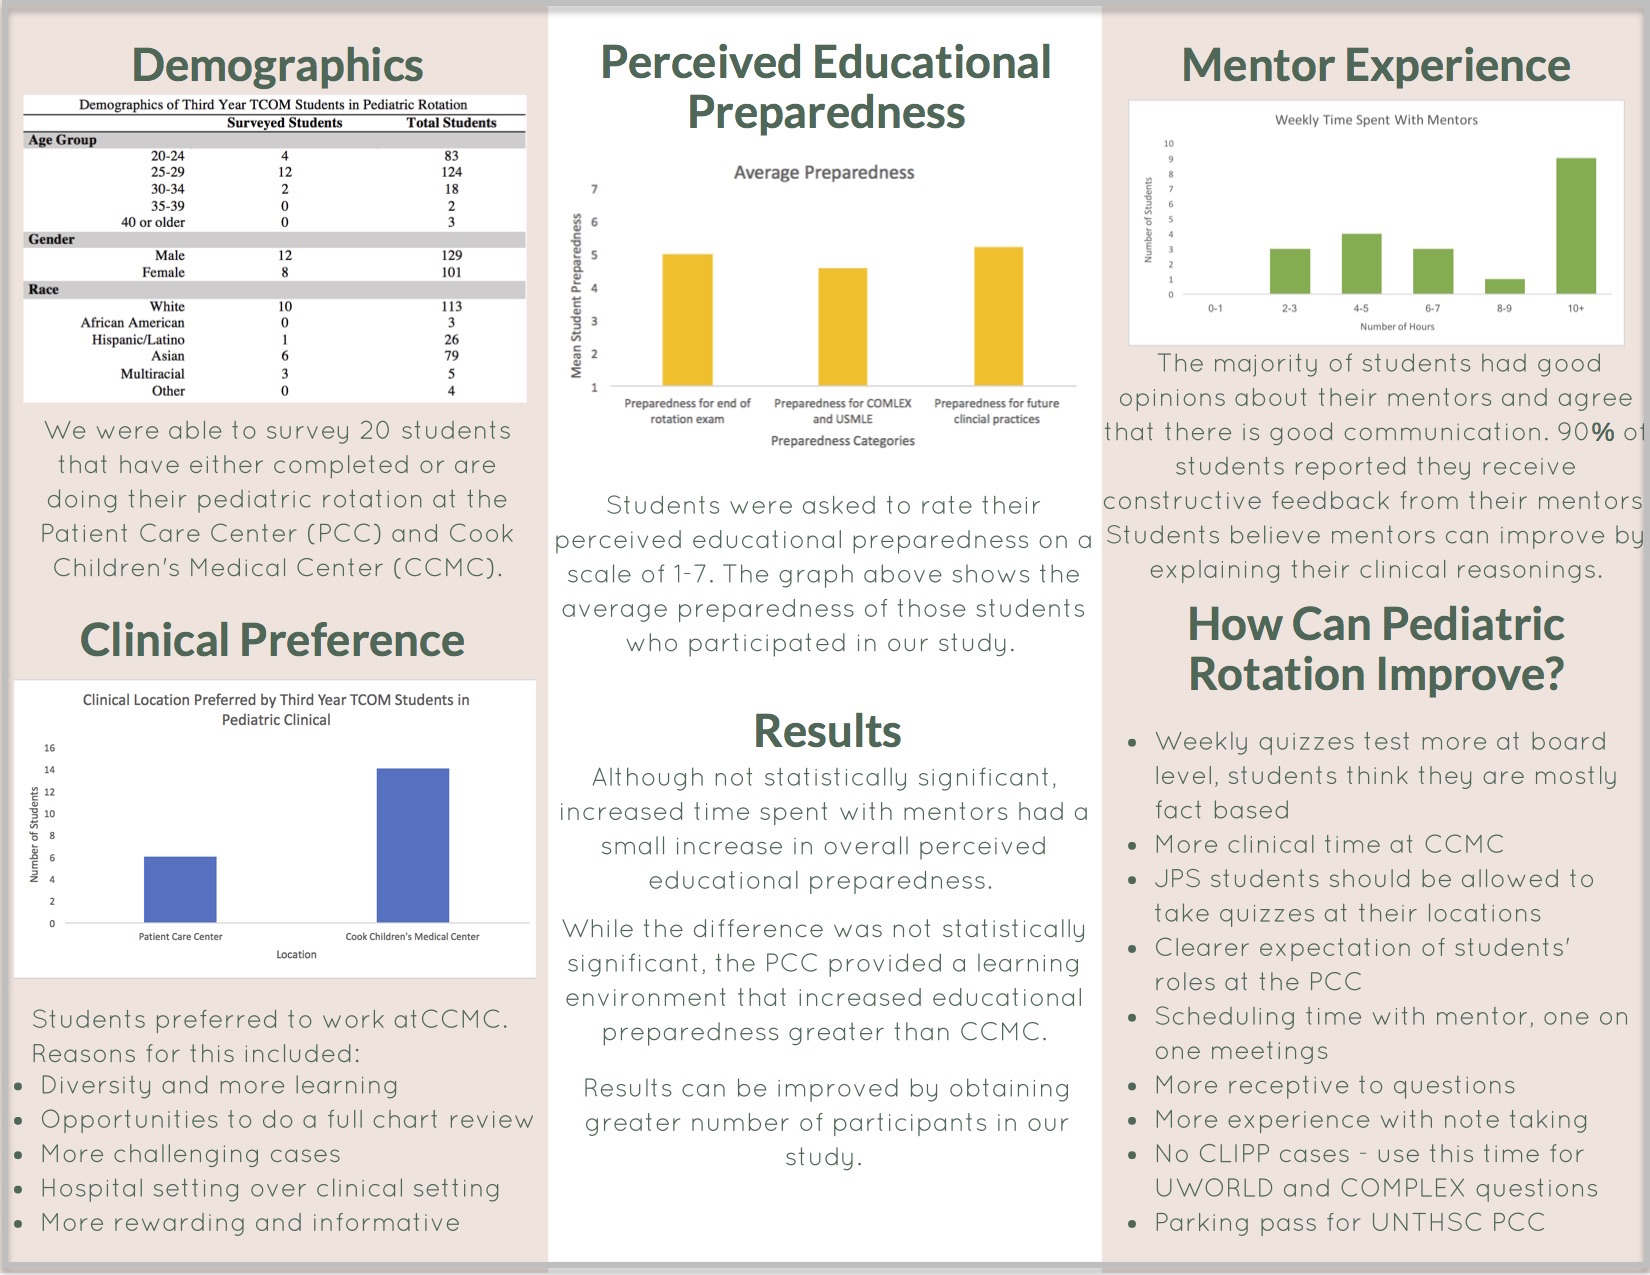 Demographics
Demographics of Third Year TCOM Students in Pediatric Rotation
Surveyed Students Total Students
Age Group
20-24 4 83
25-29 12 124
30-34 2 18
35-39 0 2
40 or older 0 3
Gender
Male 12 129
Female 8 101
Race
White 10 113
African American 0 3
Hispanic/Latino 1 26
Asian 6 79
Multiracial 3 5
Other 0 4
We were able to survey 20 students
that have either completed or are
doing their pediatric rotation at the
Patient Care Center (PCC) and Cook
Children's Medical Center (CCMC).
Clinical Preference
Clinical Location Preferred by Third Year TCOM Students in
Pediatric Clinical
16
14
12
10
8
6
4
2
0
Number of Students
Patient Care Center Cook Children's Medical Center
Location
Students preferred to work atCCMC.
Reasons for this included:
• Diversity and more learning
• Opportunities to do a full chart review
• More challenging cases
• Hospital setting over clinical setting
• More rewarding and informative
Perceived Educational
Preparedness
Average Preparedness
7
6
5
4
3
2
1
Mean Student Preparedness
Preparedness for end of
rotation exam
Preparedness for COMLEX
and USMLE
Preparedness for future
clincial practices
Preparedness Categories
Students were asked to rate their
perceived educational preparedness on a
scale of 1-7. The graph above shows the
average preparedness of those students
who participated in our study.
Results
Although not statistically significant,
increased time spent with mentors had a
small increase in overall perceived
educational preparedness.
While the difference was not statistically
significant, the PCC provided a learning
environment that increased educational
preparedness greater than CCMC.
Results can be improved by obtaining
greater number of participants in our
study.
Mentor Experience
Weekly Time Spent With Mentors
10
9
8
7
6
5
4
3
2
1
0
Number of Students
0-1 2-3 4-5 6-7 8-9 10+
Number of Hours
The majority of students had good
opinions about their mentors and agree
that there is good communication. 90% of
students reported they receive
constructive feedback from their mentors
Students believe mentors can improve by
explaining their clinical reasonings.
How Can Pediatric
Rotation Improve?
• Weekly quizzes test more at board
level, students think they are mostly
fact based
• More clinical time at CCMC
• JPS students should be allowed to
take quizzes at their locations
• Clearer expectation of students'
roles at the PCC
• Scheduling time with mentor, one on
one meetings
• More receptive to questions
• More experience with note taking
• No CLIPP cases - use this time for
UWORLD and COMPLEX questions
• Parking pass for UNTHSC PCC